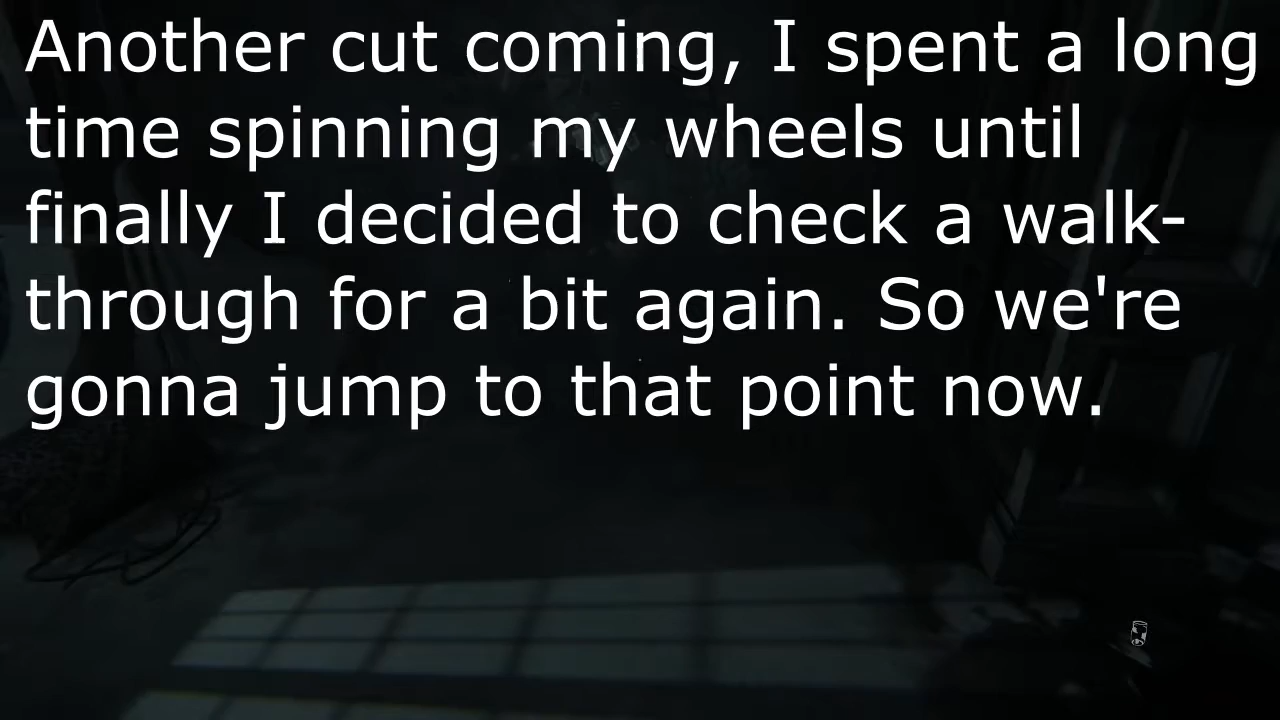 Another cut coming, I spent a long
time spinning my wheels until
finally I decided to check a walk-
through for a bit again. So we're
gonna jump to that point now.